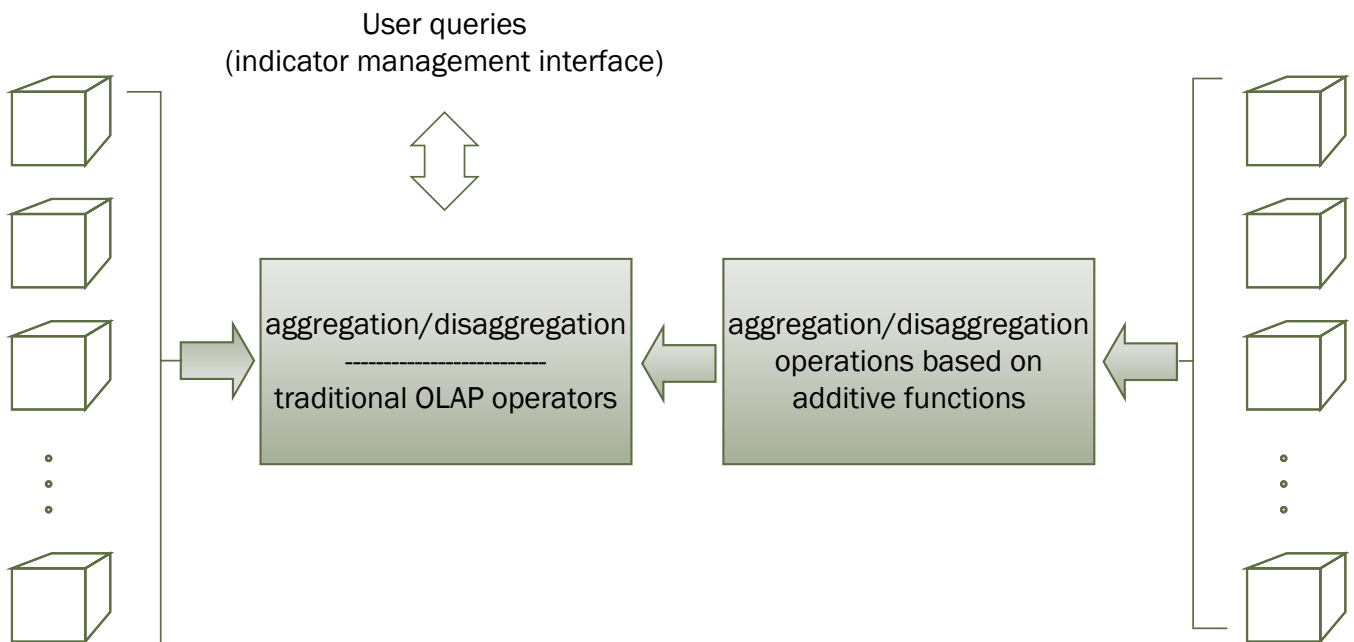 User queries
(indicator management interface)
aggregation/disaggregation
---------------------------
traditional OLAP operators
aggregation/disaggregation
operations based on
additive functions